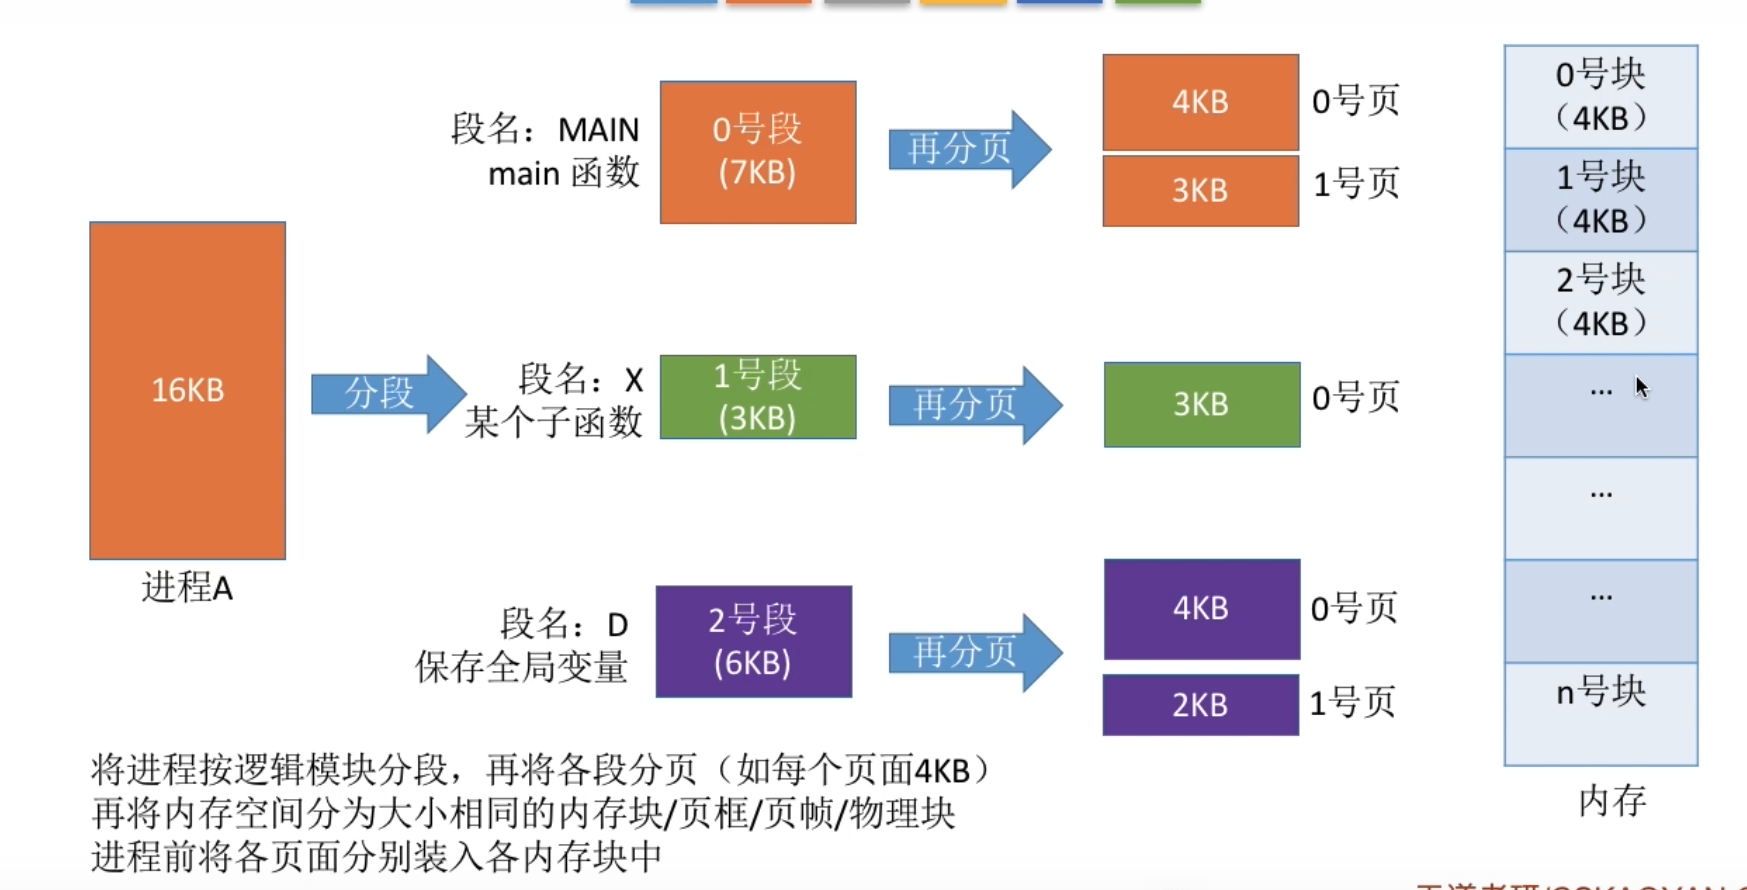 段名：MAIN
main 函数
0号段
(7KB)
再分页
4KB
0号页
3KB
1号页
16KB
进程A
分段
段名：X
某个子函数
1号段
(3KB)
再分页
3KB
0号页
段名：D
保存全局变量
2号段
(6KB)
再分页
4KB
0号页
2KB
1号页
0号块
（4KB）
1号块
（4KB）
2号块
（4KB）
...
...
...
n号块
内存
将进程按逻辑模块分段，再将各段分页（如每个页面4KB）
再将内存空间分为大小相同的内存块/页框/页帧/物理块
进程前将各页面分别装入各内存块中